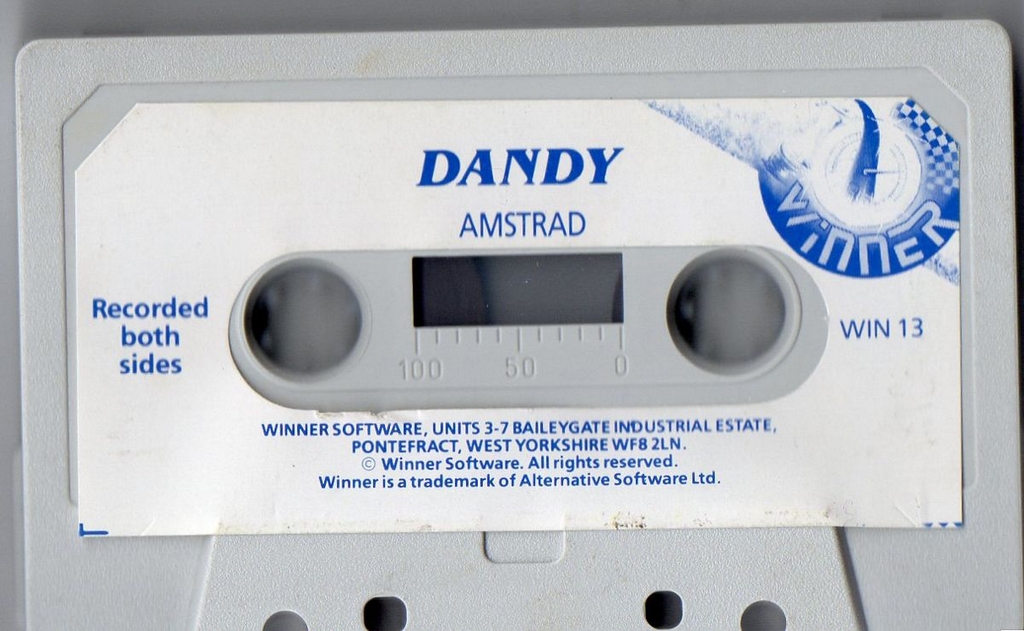 DANDY
AMSTRAD
WINNER
Recorded
both
sides
WIN 13
100 50 0
WINNER SOFTWARE, UNITS 3-7 BAILEYGATE INDUSTRIAL ESTATE,
PONTEFRACT, WEST YORKSHIRE WF8 2LN.
© Winner Software. All rights reserved.
Winner is a trademark of Alternative Software Ltd.